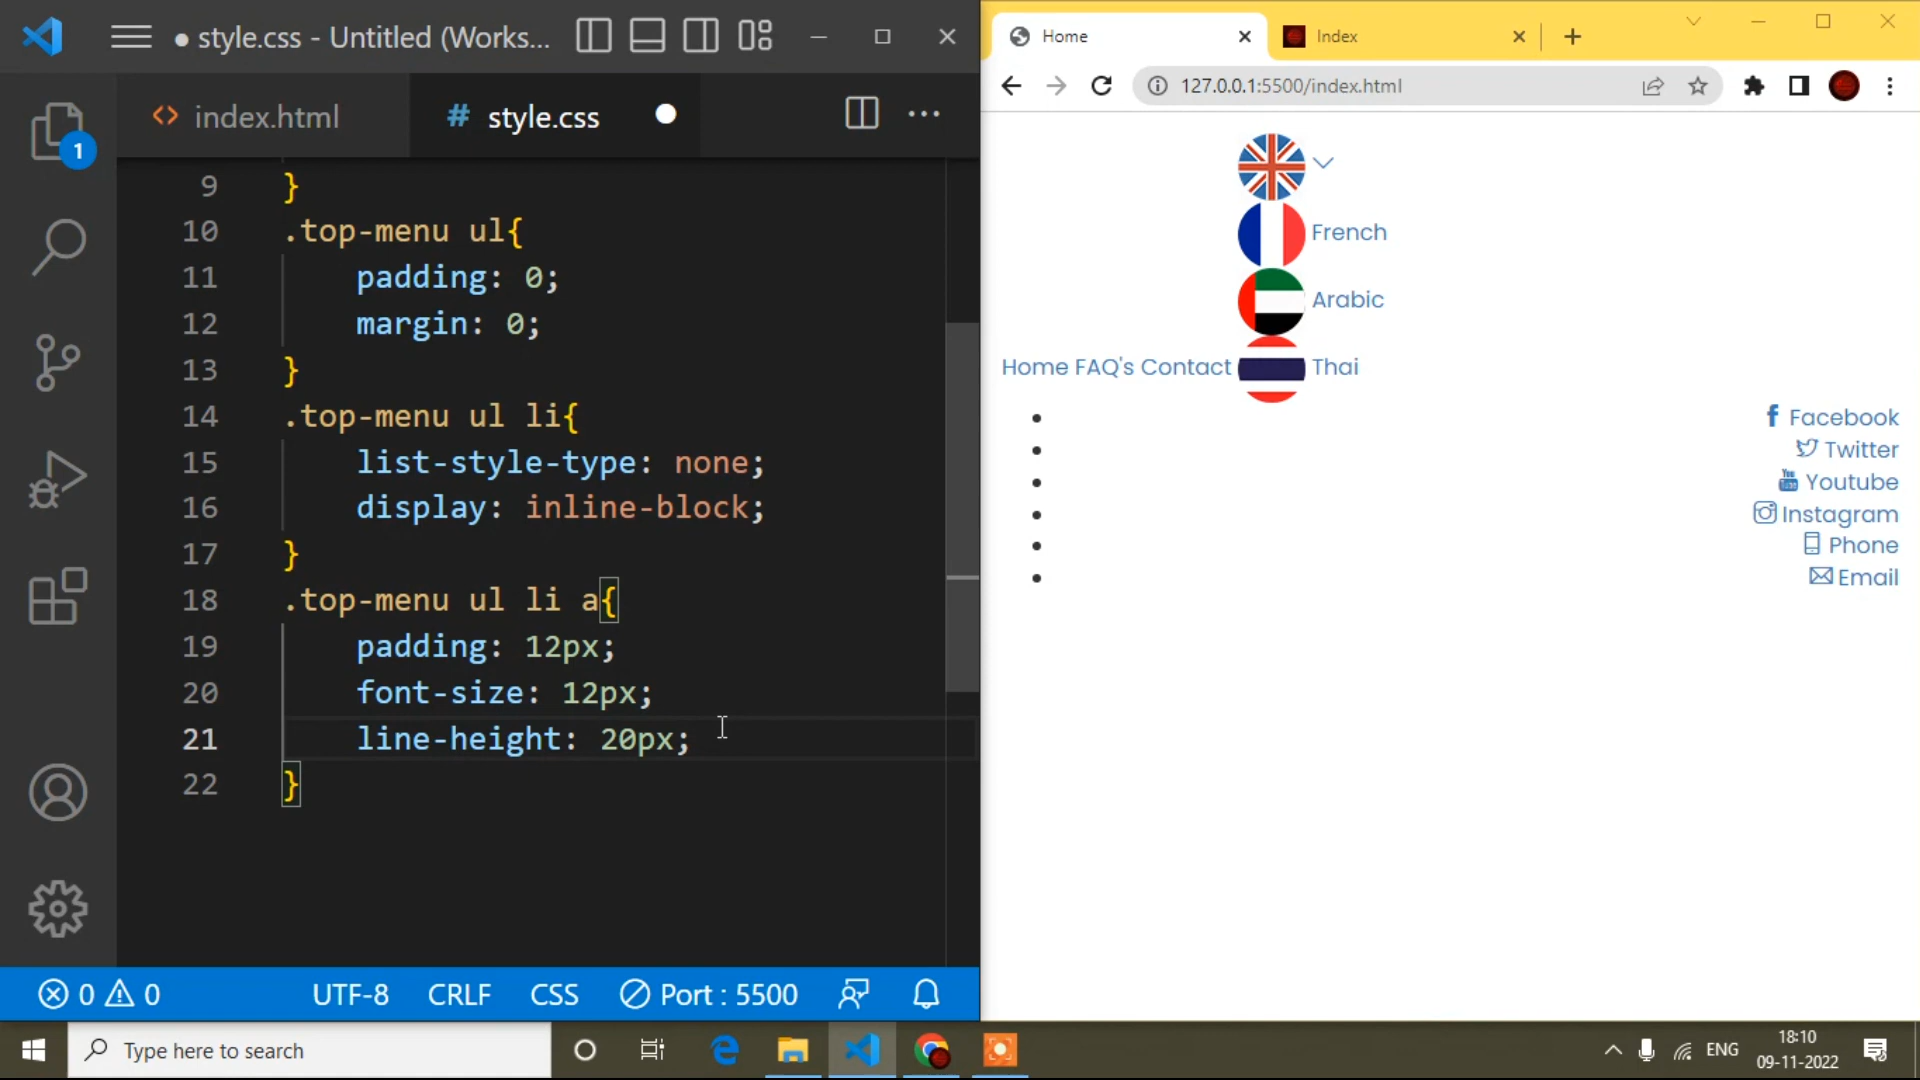 style.css - Untitled (Works...
index.html
# style.css
1
9 }
10 .top-menu ul{
11 padding: 0;
12 margin: 0;
13 }
14 .top-menu ul li{
15 list-style-type: none;
16 display: inline-block;
17 }
18 .top-menu ul li a{
19 padding: 12px;
20 font-size: 12px;
21 line-height: 20px;
22 }
0 0 UTF-8 CRLF CSS Port : 5500
Home
Index
127.0.0.1:5500/index.html
French
Arabic
Home FAQ's Contact Thai
Facebook
Twitter
You Tube Youtube
Instagram
Phone
Email
Type here to search
ENG
18:10
09-11-2022